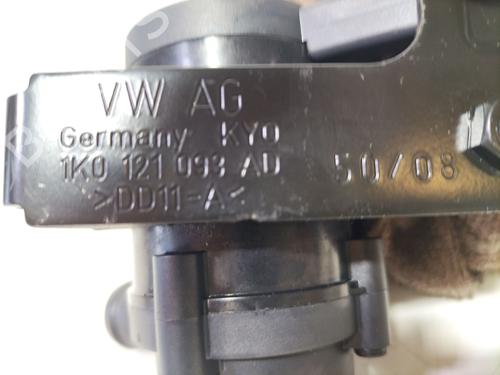 VW AG
Germany KYO
1K0 121 093 AD 50/08
>DD11-A<